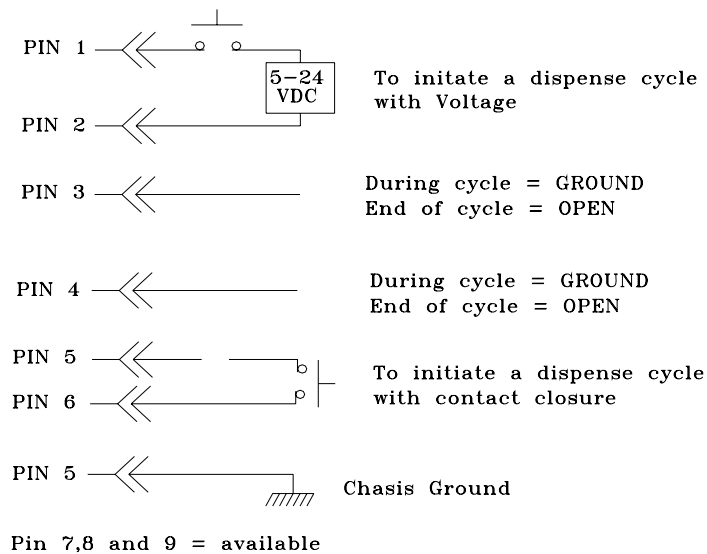 PIN 1
5-24
VDC
To initate a dispense cycle
with Voltage
PIN 2
PIN 3
During cycle = GROUND
End of cycle = OPEN
PIN 4
During cycle = GROUND
End of cycle = OPEN
PIN 5
To initiate a dispense cycle
with contact closure
PIN 6
PIN 5
Chasis Ground
Pin 7,8 and 9 = available